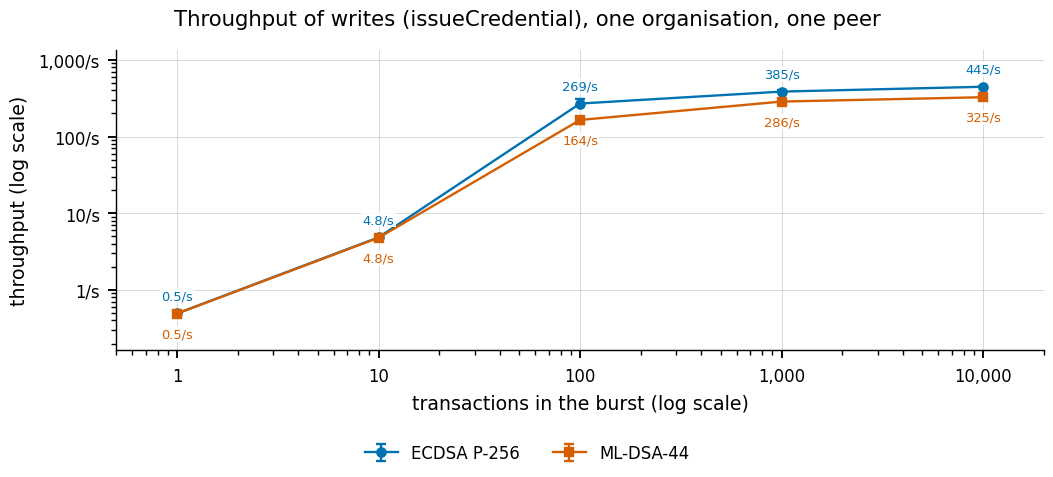 Throughput of writes (issueCredential), one organisation, one peer
throughput (log scale)
1,000/s
100/s
10/s
1/s
269/s
385/s
445/s
164/s
286/s
325/s
4.8/s
4.8/s
0.5/s
0.5/s
1
10
100
1,000
10,000
transactions in the burst (log scale)
ECDSA P-256
ML-DSA-44